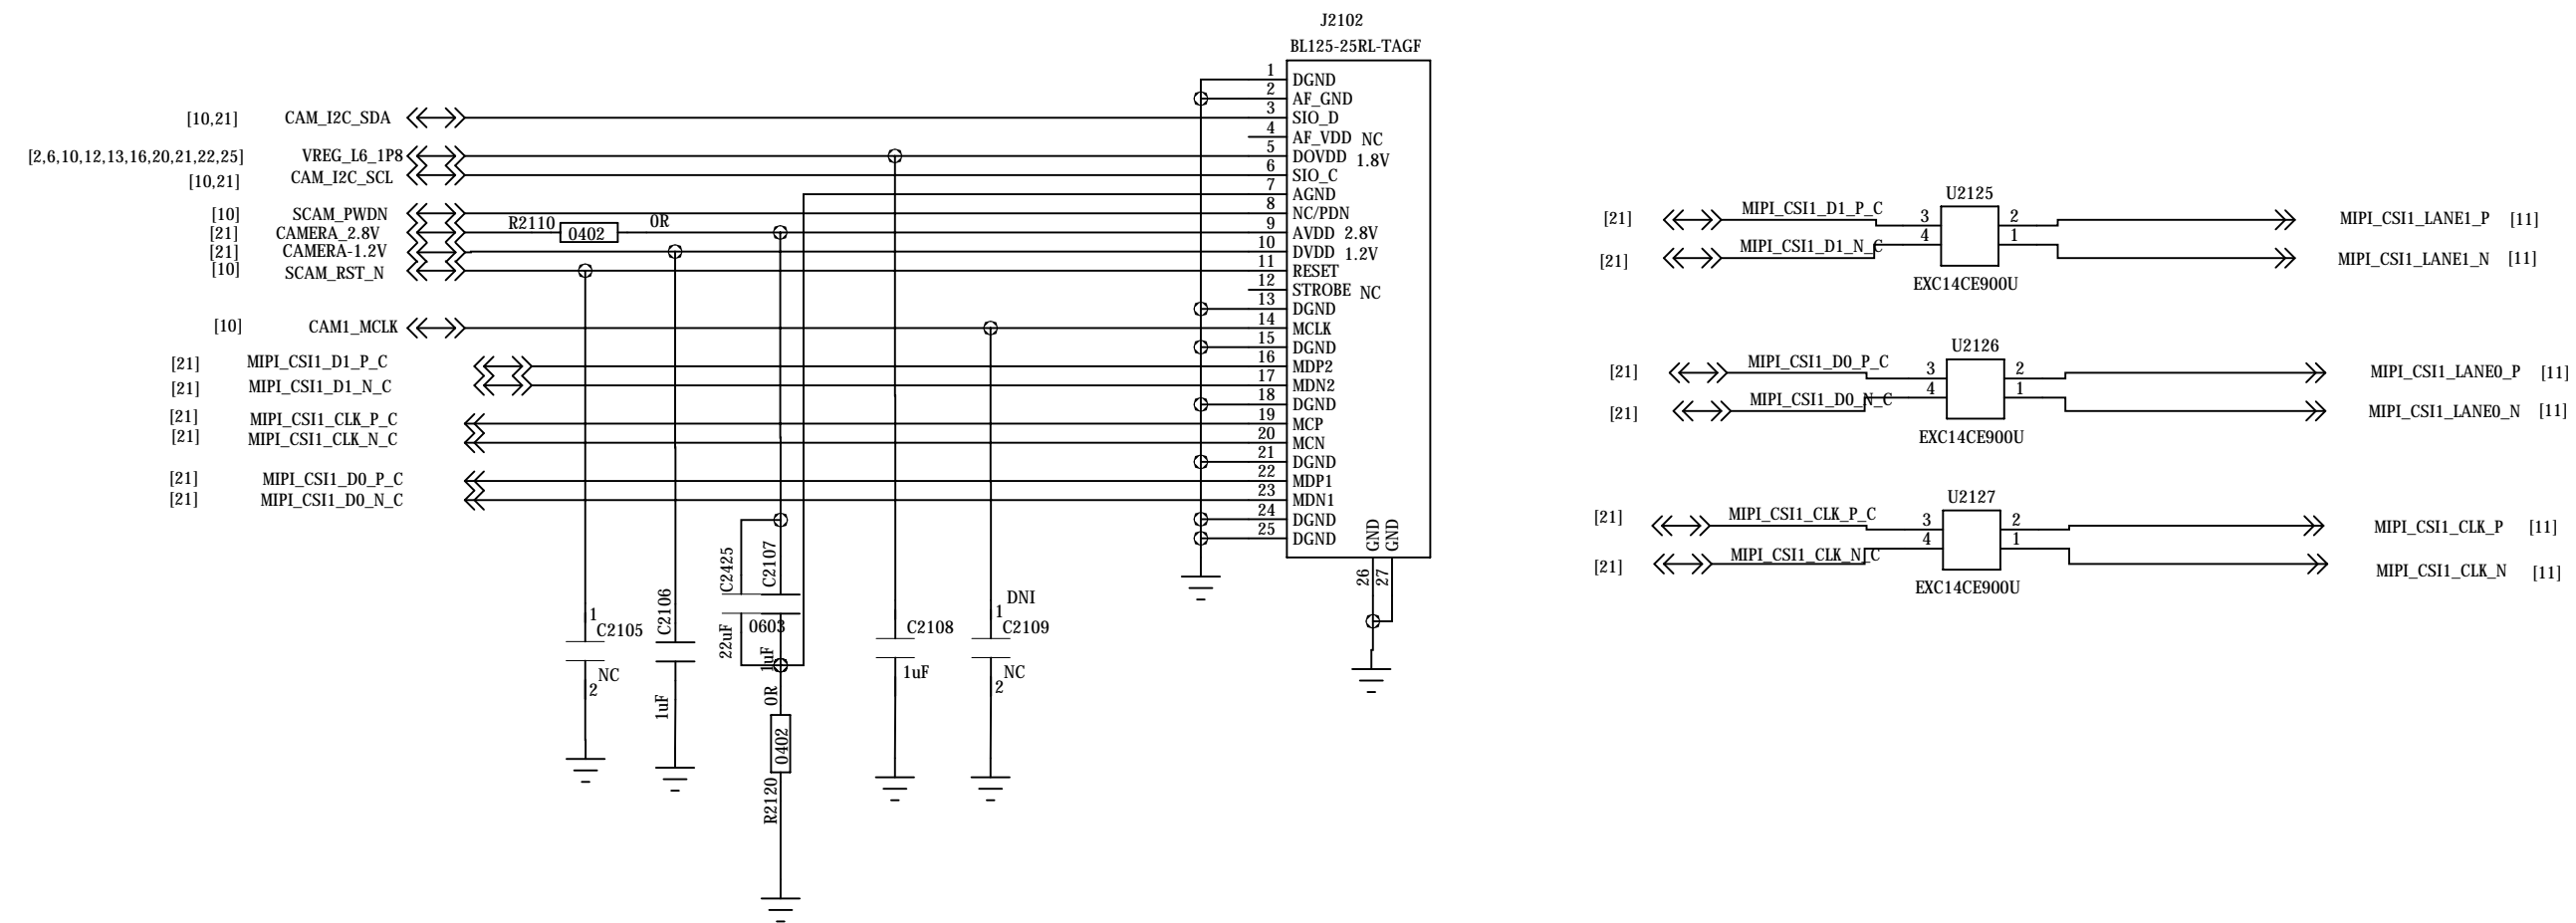 J2102
BL125-25RL-TAGF
1 DGND
2 AF_GND
[10,21] CAM_I2C_SDA 3 SIO_D
4 AF_VDD NC
[2,6,10,12,13,16,20,21,22,25] VREG_L6_1P8 5 DOVDD 1.8V
[10,21] CAM_I2C_SCL 6 SIO_C
7 AGND
[10] SCAM_PWDN 8 NC/PDN
[21] CAMERA_2.8V R2110 0402 0R 9 AVDD 2.8V
[21] CAMERA-1.2V 10 DVDD 1.2V
[10] SCAM_RST_N 11 RESET
12 STROBE NC
13 DGND
[10] CAM1_MCLK 14 MCLK
15 DGND
[21] MIPI_CSI1_D1_P_C 16 MDP2
[21] MIPI_CSI1_D1_N_C 17 MDN2
18 DGND
[21] MIPI_CSI1_CLK_P_C 19 MCP
[21] MIPI_CSI1_CLK_N_C 20 MCN
21 DGND
[21] MIPI_CSI1_D0_P_C 22 MDP1
[21] MIPI_CSI1_D0_N_C 23 MDN1
24 DGND
25 DGND
GND GND
26 27
1 C2105 NC 2
C2106 1uF
C2425 22uF
C2107 0603 1uF
0R 0402 R2120
C2108 1uF
DNI 1 C2109 NC 2
U2125
[21] MIPI_CSI1_D1_P_C 3 2 MIPI_CSI1_LANE1_P [11]
[21] MIPI_CSI1_D1_N_C 4 1 MIPI_CSI1_LANE1_N [11]
EXC14CE900U
U2126
[21] MIPI_CSI1_D0_P_C 3 2 MIPI_CSI1_LANE0_P [11]
[21] MIPI_CSI1_D0_N_C 4 1 MIPI_CSI1_LANE0_N [11]
EXC14CE900U
U2127
[21] MIPI_CSI1_CLK_P_C 3 2 MIPI_CSI1_CLK_P [11]
[21] MIPI_CSI1_CLK_N_C 4 1 MIPI_CSI1_CLK_N [11]
EXC14CE900U